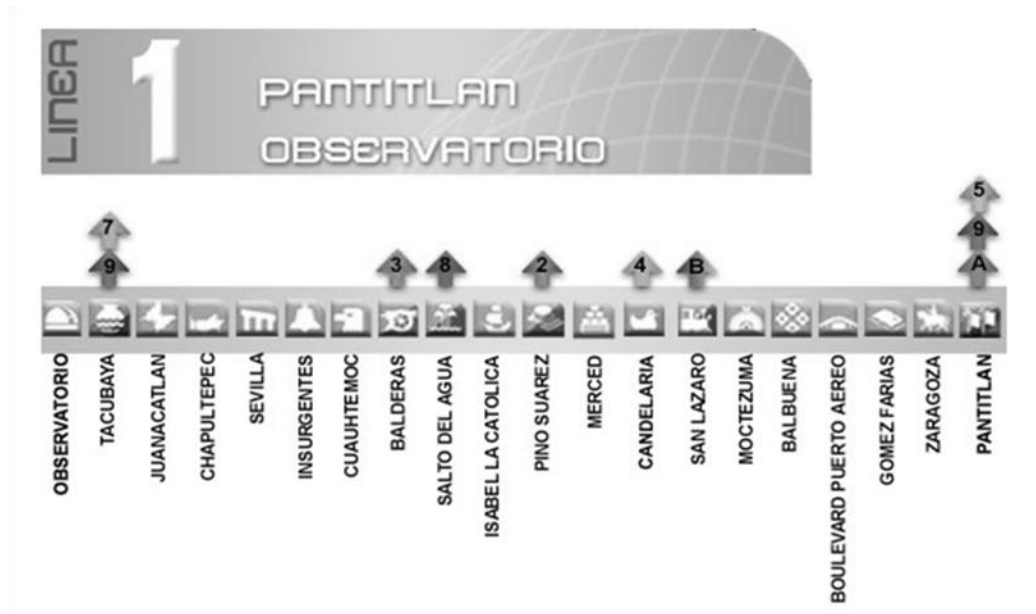 LINEA
1
PANTITLAN
OBSERVATORIO
7
9
3
8
2
4
B
5
9
A
OBSERVATORIO
TACUBAYA
JUANACATLAN
CHAPULTEPEC
SEVILLA
INSURGENTES
CUAUHTEMOC
BALDERAS
SALTO DEL AGUA
ISABEL LA CATOLICA
PINO SUAREZ
MERCED
CANDELARIA
SAN LAZARO
MOCTEZUMA
BALBUENA
BOULEVARD PUERTO AEREO
GOMEZ FARIAS
ZARAGOZA
PANTITLAN